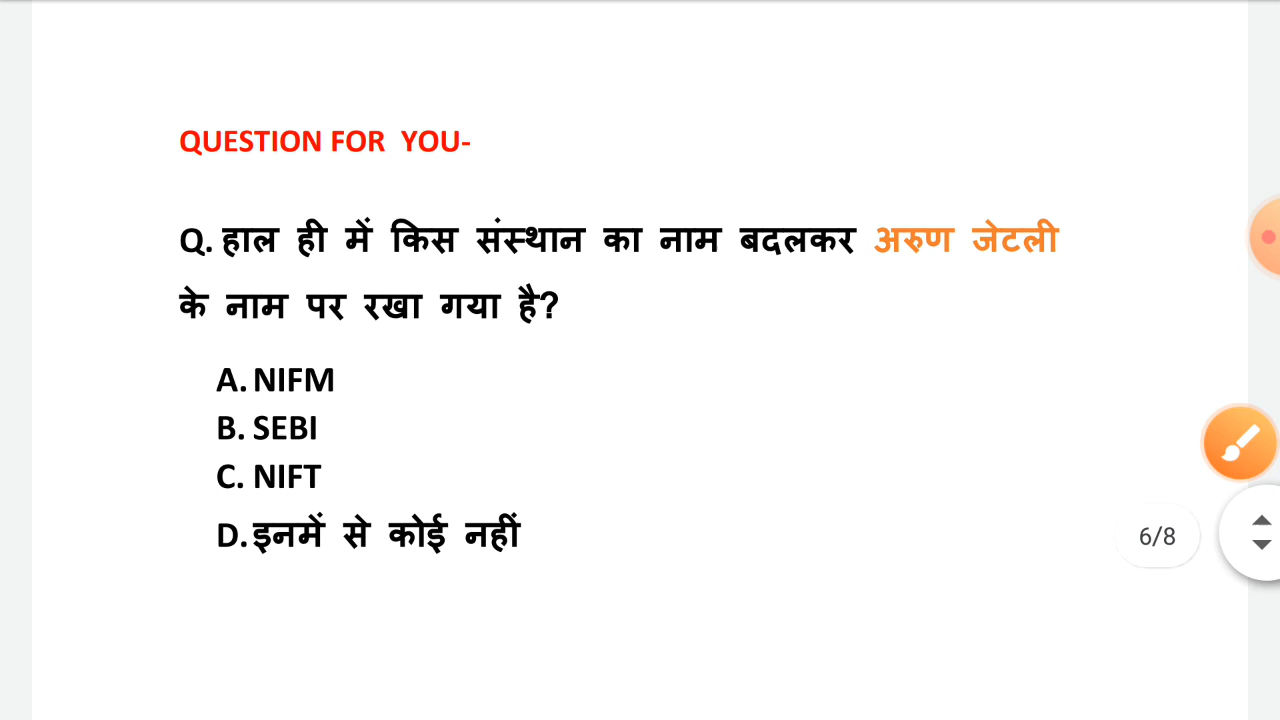 QUESTION FOR YOU-
Q. हाल ही में किस संस्थान का नाम बदलकर अरुण जेटली
के नाम पर रखा गया है?
A. NIFM
B. SEBI
C. NIFT
D. इनमें से कोई नहीं
6/8